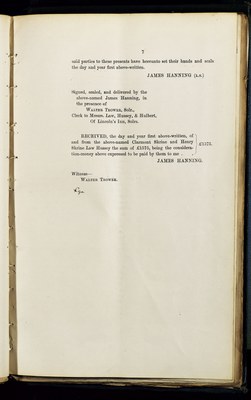 7
said parties to these presents have hereunto set their hands and seals
the day and year first above-written.
JAMES HANNING (L.S.)
Signed, sealed, and delivered by the
above-named James Hanning, in
the presence of
WALTER TROWER, Solr.,
Clerk to Messrs. Law, Hussey, & Hulbert,
Of Lincoln's Inn, Solrs.
RECEIVED, the day and year first above-written, of
and from the above-named Clarmont Skrine and Henry
Skrine Law Hussey the sum of
being the considera-
tion-money above expressed to be paid by them to me
JAMES HANNING.
Witness—
WALTER TROWER.